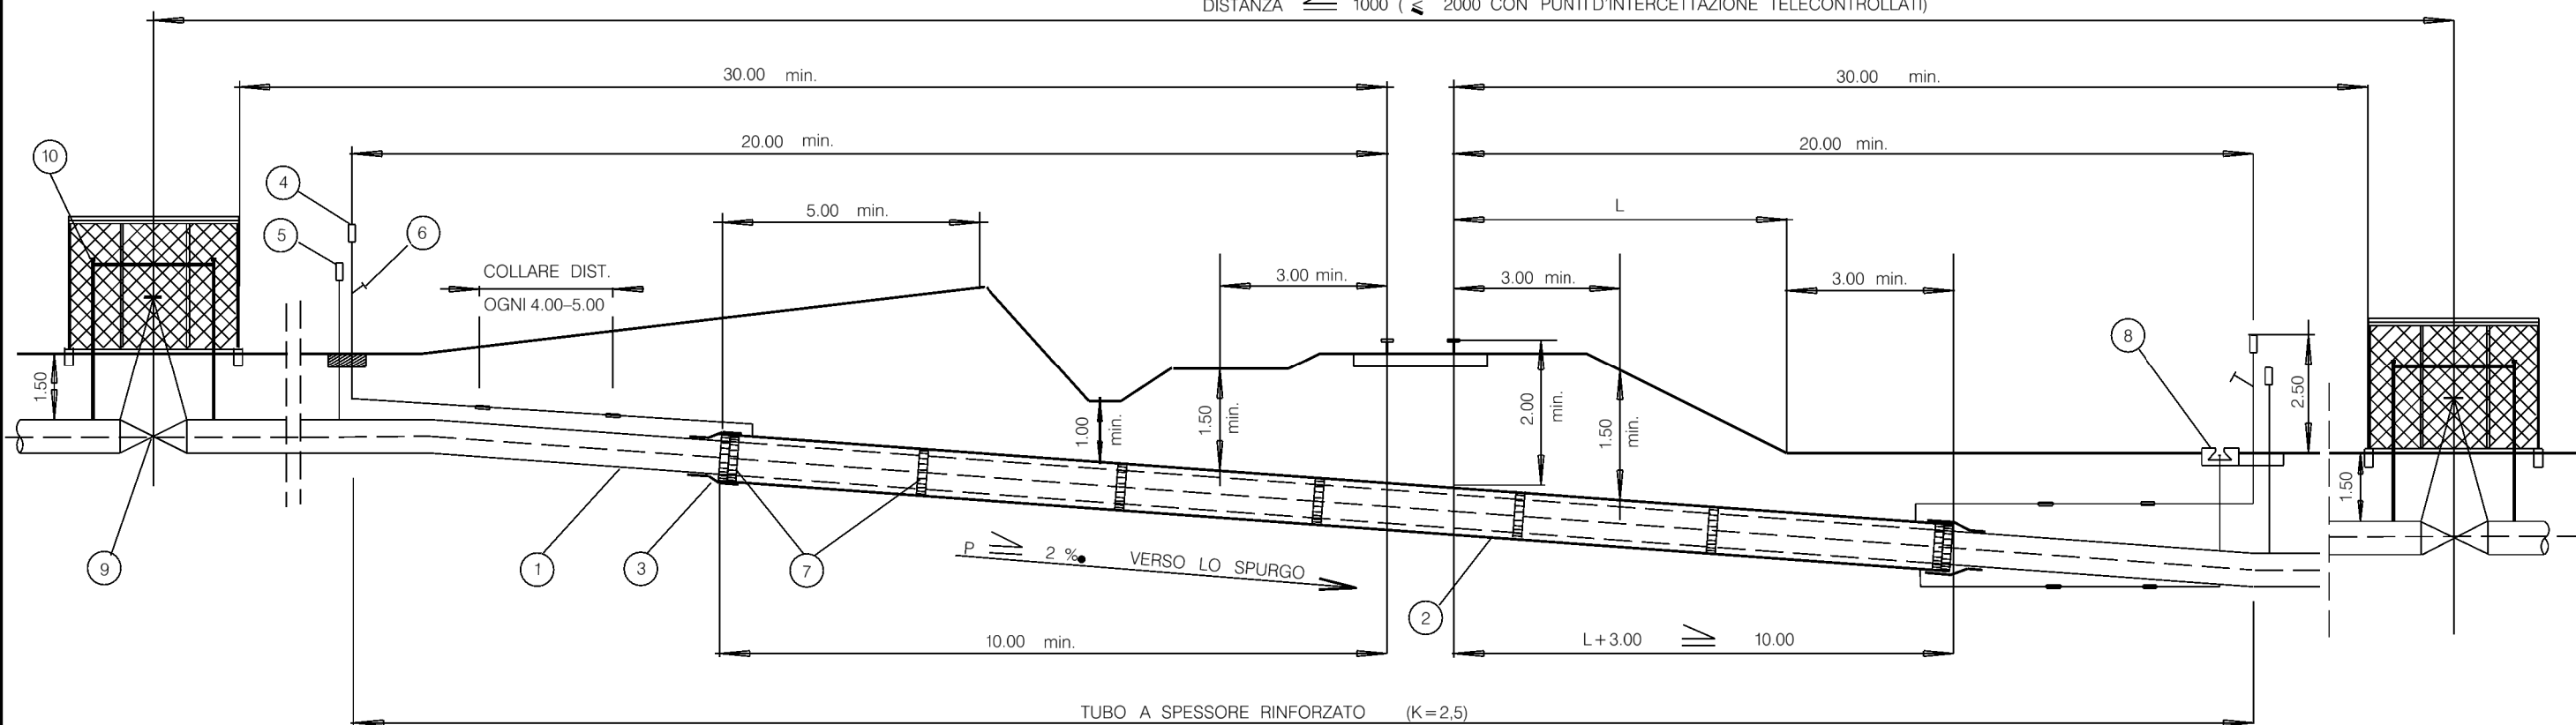 DISTANZA ≦ 1000 ( ⩽ 2000 CON PUNTI D'INTERCETTAZIONE TELECONTROLLATI)
30.00 min.
30.00 min.
20.00 min.
20.00 min.
10
4
5
6
5.00 min.
L
COLLARE DIST.
OGNI 4.00–5.00
3.00 min.
3.00 min.
3.00 min.
8
1.50
1.00 min.
1.50 min.
2.00 min.
1.50 min.
2.50
1.50
9
1
3
7
P ≧ 2 ‰ VERSO LO SPURGO
2
10.00 min.
L+3.00 ≧ 10.00
TUBO A SPESSORE RINFORZATO (K=2,5)